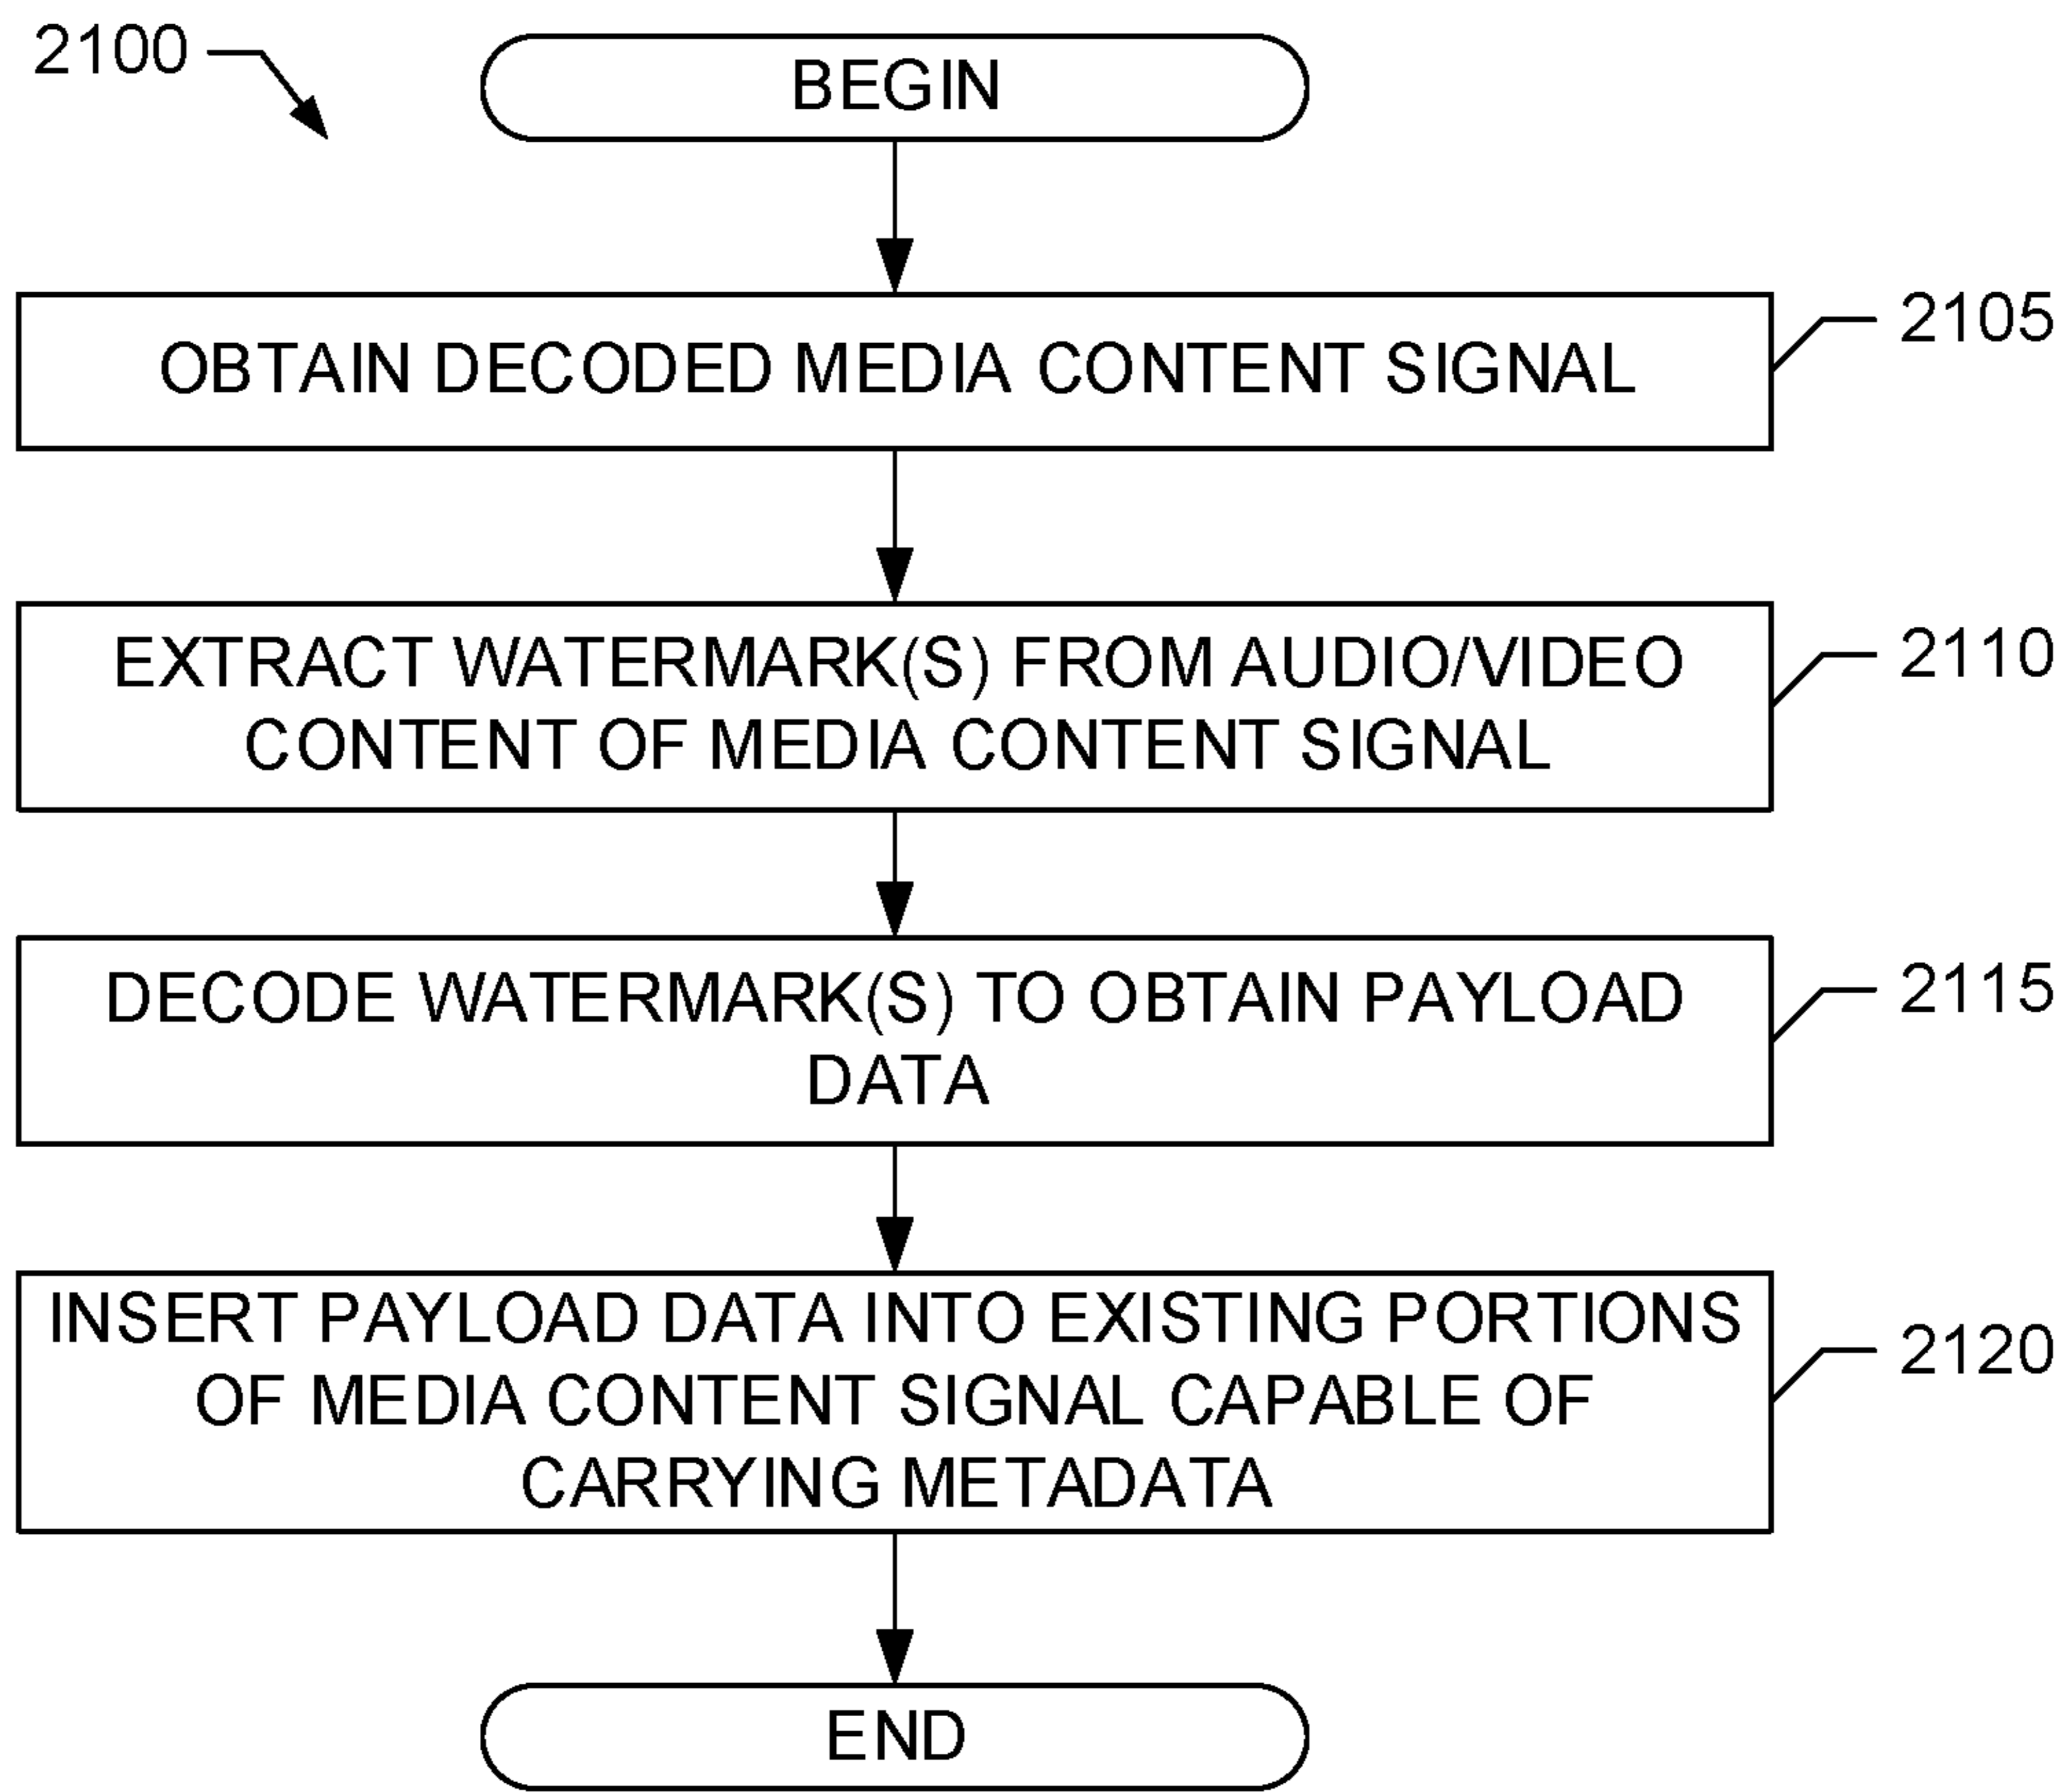 2100
BEGIN
OBTAIN DECODED MEDIA CONTENT SIGNAL
2105
EXTRACT WATERMARK(S) FROM AUDIO/VIDEO
CONTENT OF MEDIA CONTENT SIGNAL
2110
DECODE WATERMARK(S) TO OBTAIN PAYLOAD
DATA
2115
INSERT PAYLOAD DATA INTO EXISTING PORTIONS
OF MEDIA CONTENT SIGNAL CAPABLE OF
CARRYING METADATA
2120
END